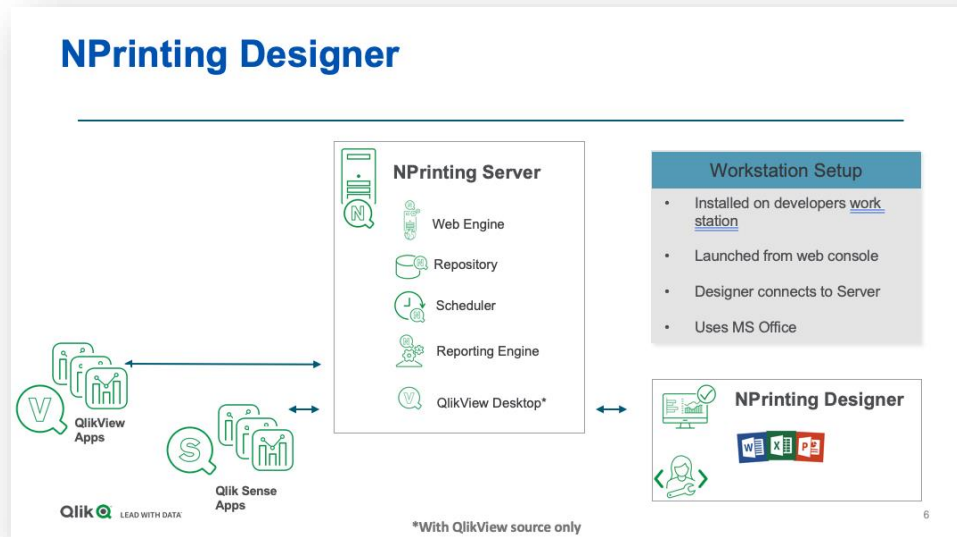 NPrinting Designer
NPrinting Server
N
Web Engine
Repository
Scheduler
Reporting Engine
V
QlikView Desktop*
Workstation Setup
• Installed on developers work
station
• Launched from web console
• Designer connects to Server
• Uses MS Office
V
QlikView
Apps
S
Qlik Sense
Apps
NPrinting Designer
W X P
Qlik LEAD WITH DATA
*With QlikView source only
6